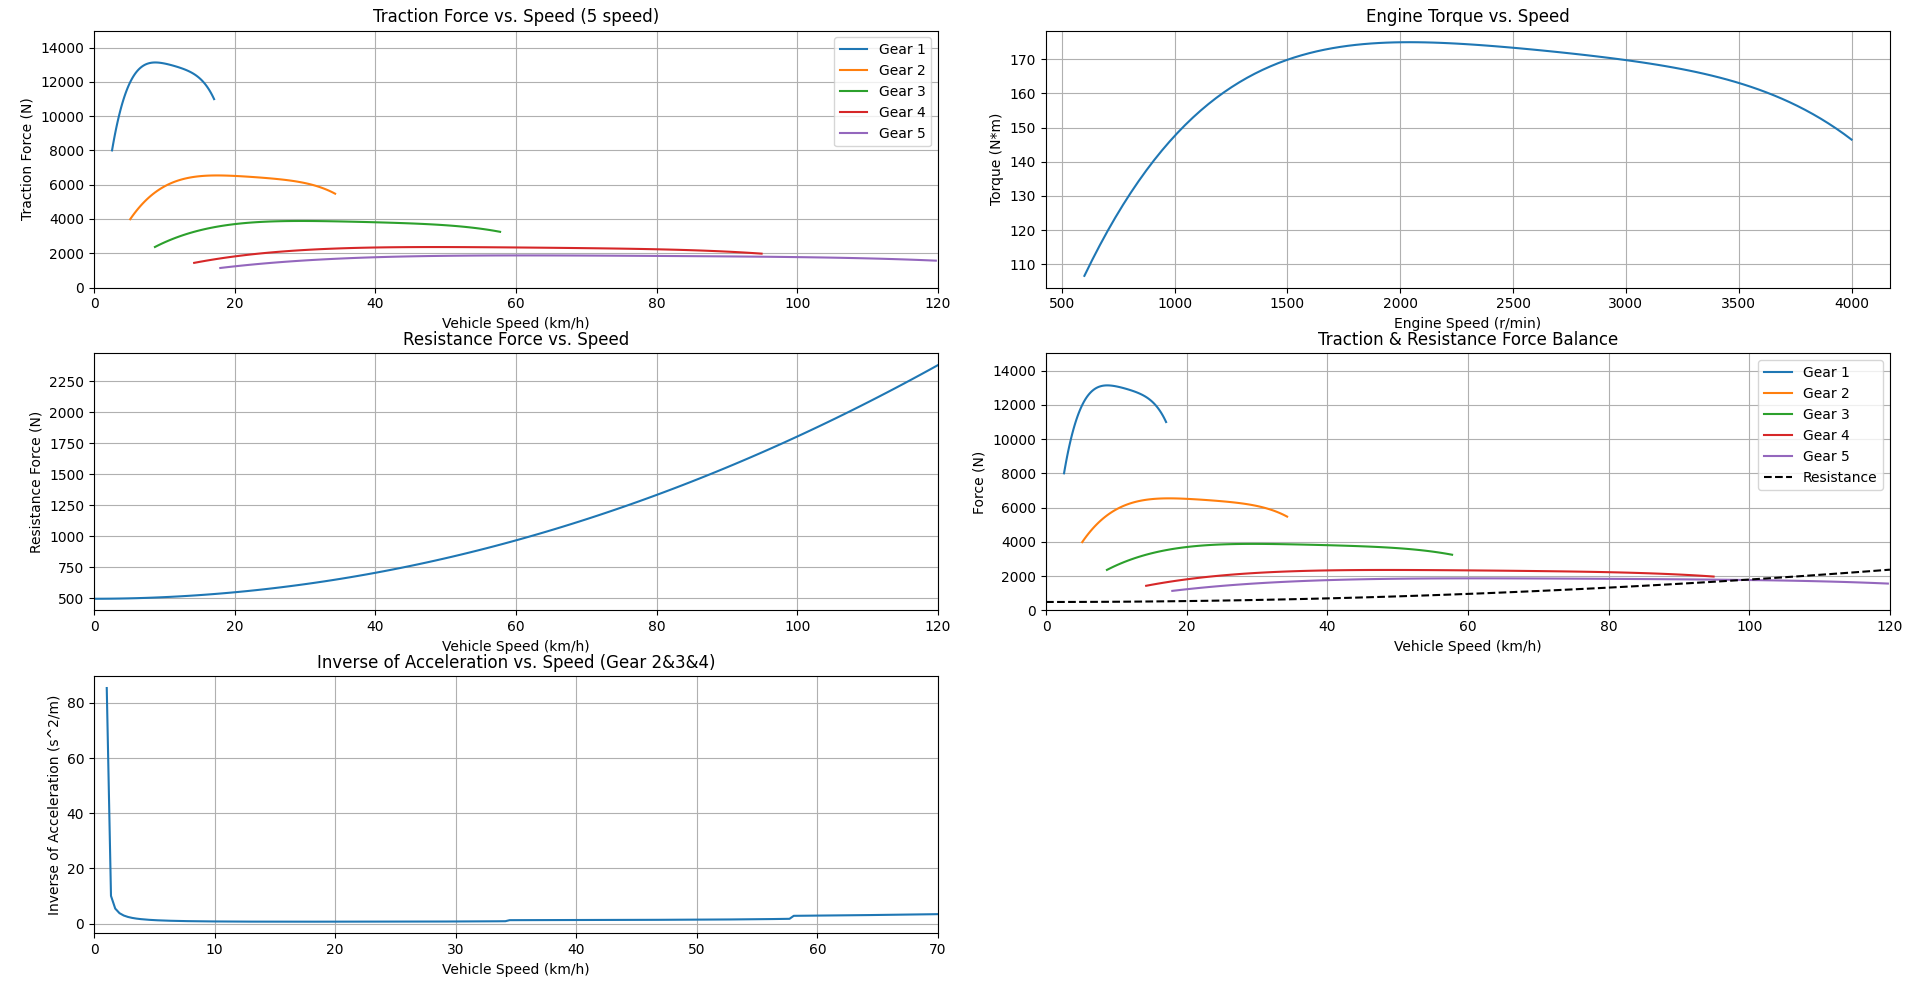 Traction Force vs. Speed (5 speed)
Traction Force (N)
14000
12000
10000
8000
6000
4000
2000
0
Gear 1
Gear 2
Gear 3
Gear 4
Gear 5
0 20 40 60 80 100 120
Vehicle Speed (km/h)
Engine Torque vs. Speed
Torque (N*m)
170
160
150
140
130
120
110
500 1000 1500 2000 2500 3000 3500 4000
Engine Speed (r/min)
Resistance Force vs. Speed
Resistance Force (N)
2250
2000
1750
1500
1250
1000
750
500
0 20 40 60 80 100 120
Vehicle Speed (km/h)
Traction & Resistance Force Balance
Force (N)
14000
12000
10000
8000
6000
4000
2000
0
Gear 1
Gear 2
Gear 3
Gear 4
Gear 5
Resistance
0 20 40 60 80 100 120
Vehicle Speed (km/h)
Inverse of Acceleration vs. Speed (Gear 2&3&4)
Inverse of Acceleration (s^2/m)
80
60
40
20
0
0 10 20 30 40 50 60 70
Vehicle Speed (km/h)